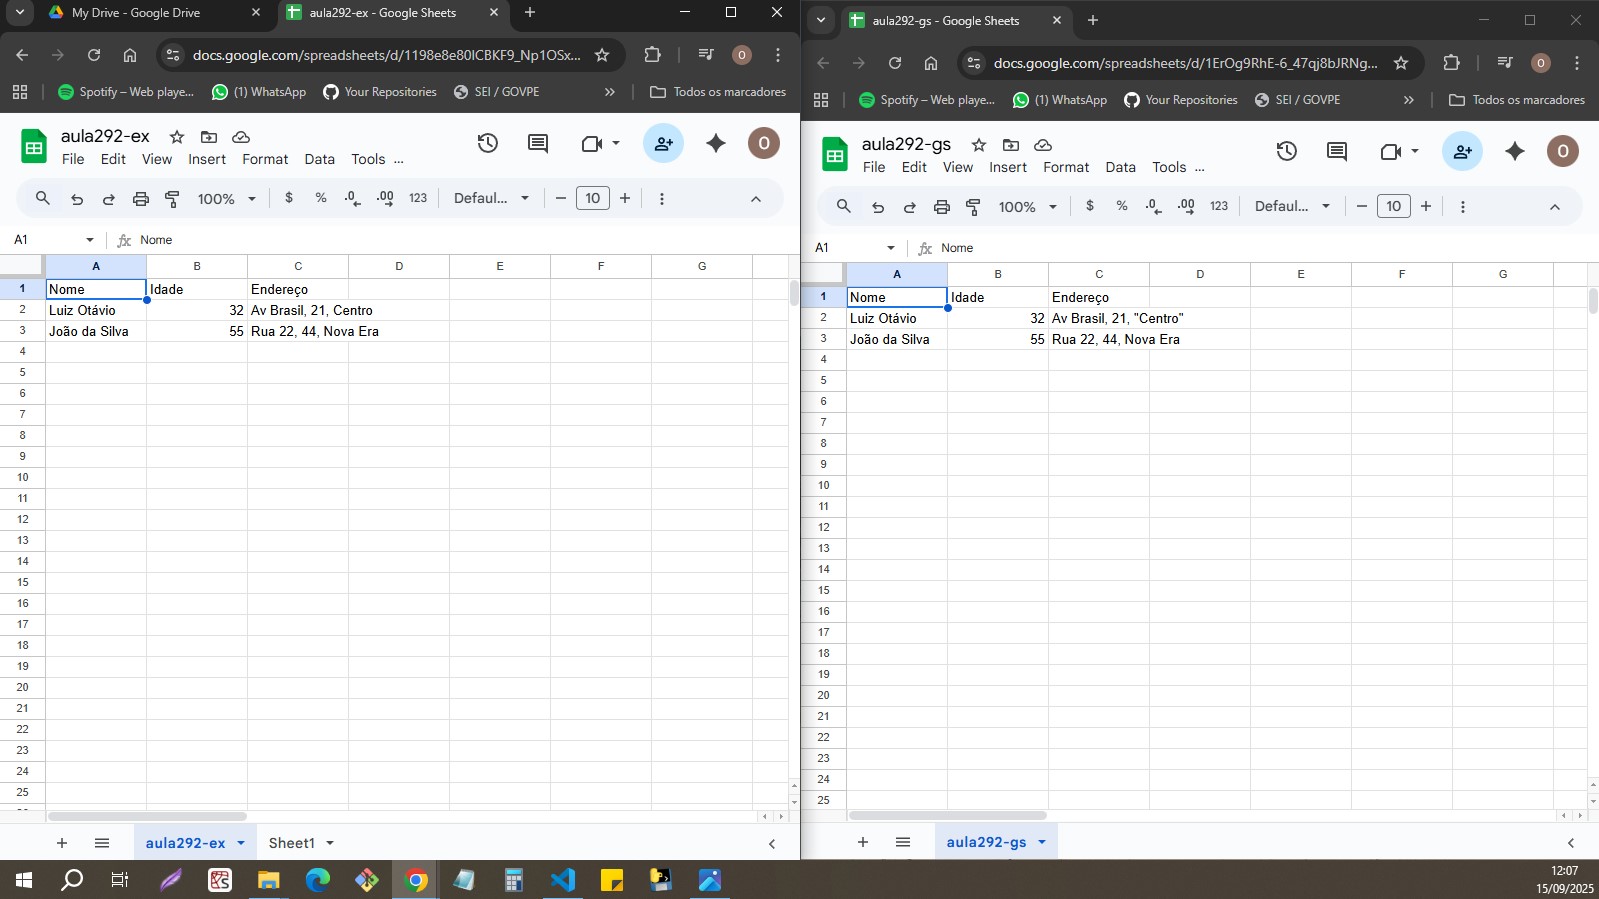 My Drive - Google Drive
aula292-ex - Google Sheets
docs.google.com/spreadsheets/d/1198e8e80ICBKF9_Np1OSx...
O
Spotify – Web playe...
(1) WhatsApp
Your Repositories
SEI / GOVPE
»
Todos os marcadores
aula292-ex
File Edit View Insert Format Data Tools ...
O
100% $ % .0 .00 123 Defaul... − 10 +
A1 fx Nome
A B C D E F G
1 Nome Idade Endereço
2 Luiz Otávio 32 Av Brasil, 21, Centro
3 João da Silva 55 Rua 22, 44, Nova Era
4
5
6
7
8
9
10
11
12
13
14
15
16
17
18
19
20
21
22
23
24
25
aula292-ex Sheet1
aula292-gs - Google Sheets
docs.google.com/spreadsheets/d/1ErOg9RhE-6_47qj8bJRNg...
O
Spotify – Web playe...
(1) WhatsApp
Your Repositories
SEI / GOVPE
»
Todos os marcadores
aula292-gs
File Edit View Insert Format Data Tools ...
O
100% $ % .0 .00 123 Defaul... − 10 +
A1 fx Nome
A B C D E F G
1 Nome Idade Endereço
2 Luiz Otávio 32 Av Brasil, 21, "Centro"
3 João da Silva 55 Rua 22, 44, Nova Era
4
5
6
7
8
9
10
11
12
13
14
15
16
17
18
19
20
21
22
23
24
25
aula292-gs
12:07
15/09/2025